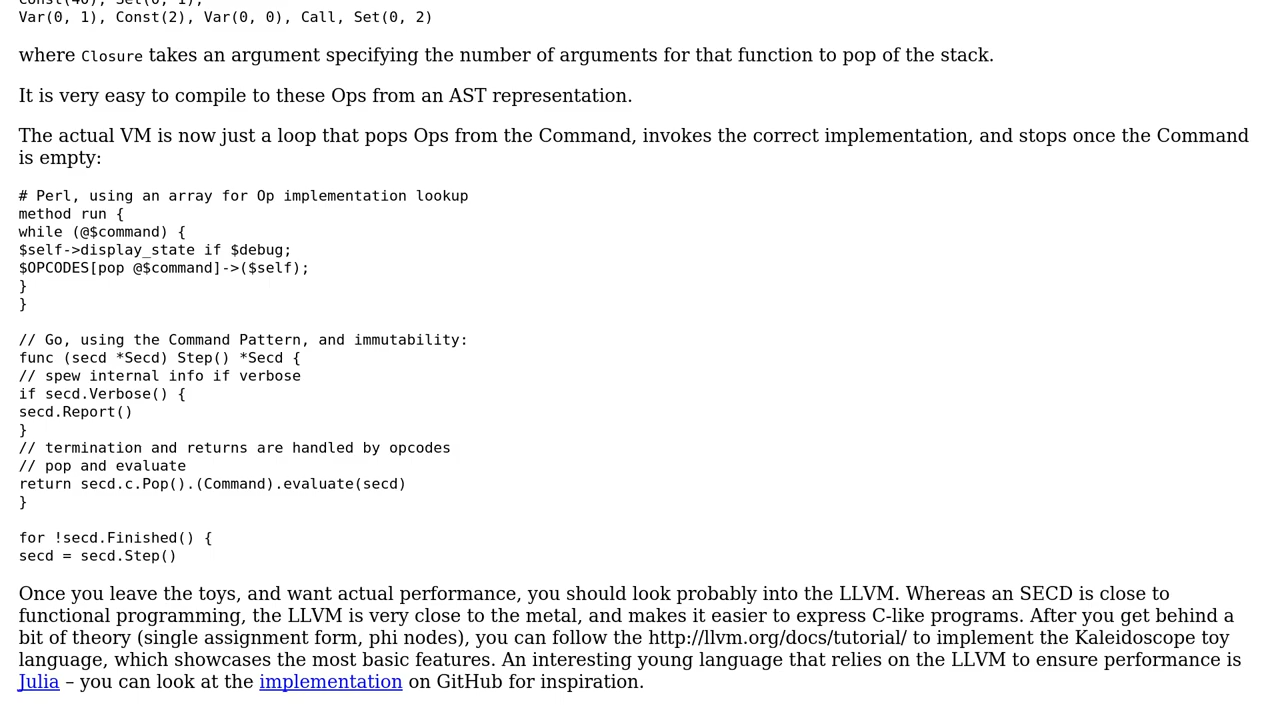 Const(40), Set(0, 1),
Var(0, 1), Const(2), Var(0, 0), Call, Set(0, 2)
where Closure takes an argument specifying the number of arguments for that function to pop of the stack.
It is very easy to compile to these Ops from an AST representation.
The actual VM is now just a loop that pops Ops from the Command, invokes the correct implementation, and stops once the Command
is empty:
# Perl, using an array for Op implementation lookup
method run {
while (@$command) {
$self->display_state if $debug;
$OPCODES[pop @$command]->($self);
}
}
// Go, using the Command Pattern, and immutability:
func (secd *Secd) Step() *Secd {
// spew internal info if verbose
if secd.Verbose() {
secd.Report()
}
// termination and returns are handled by opcodes
// pop and evaluate
return secd.c.Pop().(Command).evaluate(secd)
}
for !secd.Finished() {
secd = secd.Step()
Once you leave the toys, and want actual performance, you should look probably into the LLVM. Whereas an SECD is close to
functional programming, the LLVM is very close to the metal, and makes it easier to express C-like programs. After you get behind a
bit of theory (single assignment form, phi nodes), you can follow the http://llvm.org/docs/tutorial/ to implement the Kaleidoscope toy
language, which showcases the most basic features. An interesting young language that relies on the LLVM to ensure performance is
Julia – you can look at the implementation on GitHub for inspiration.